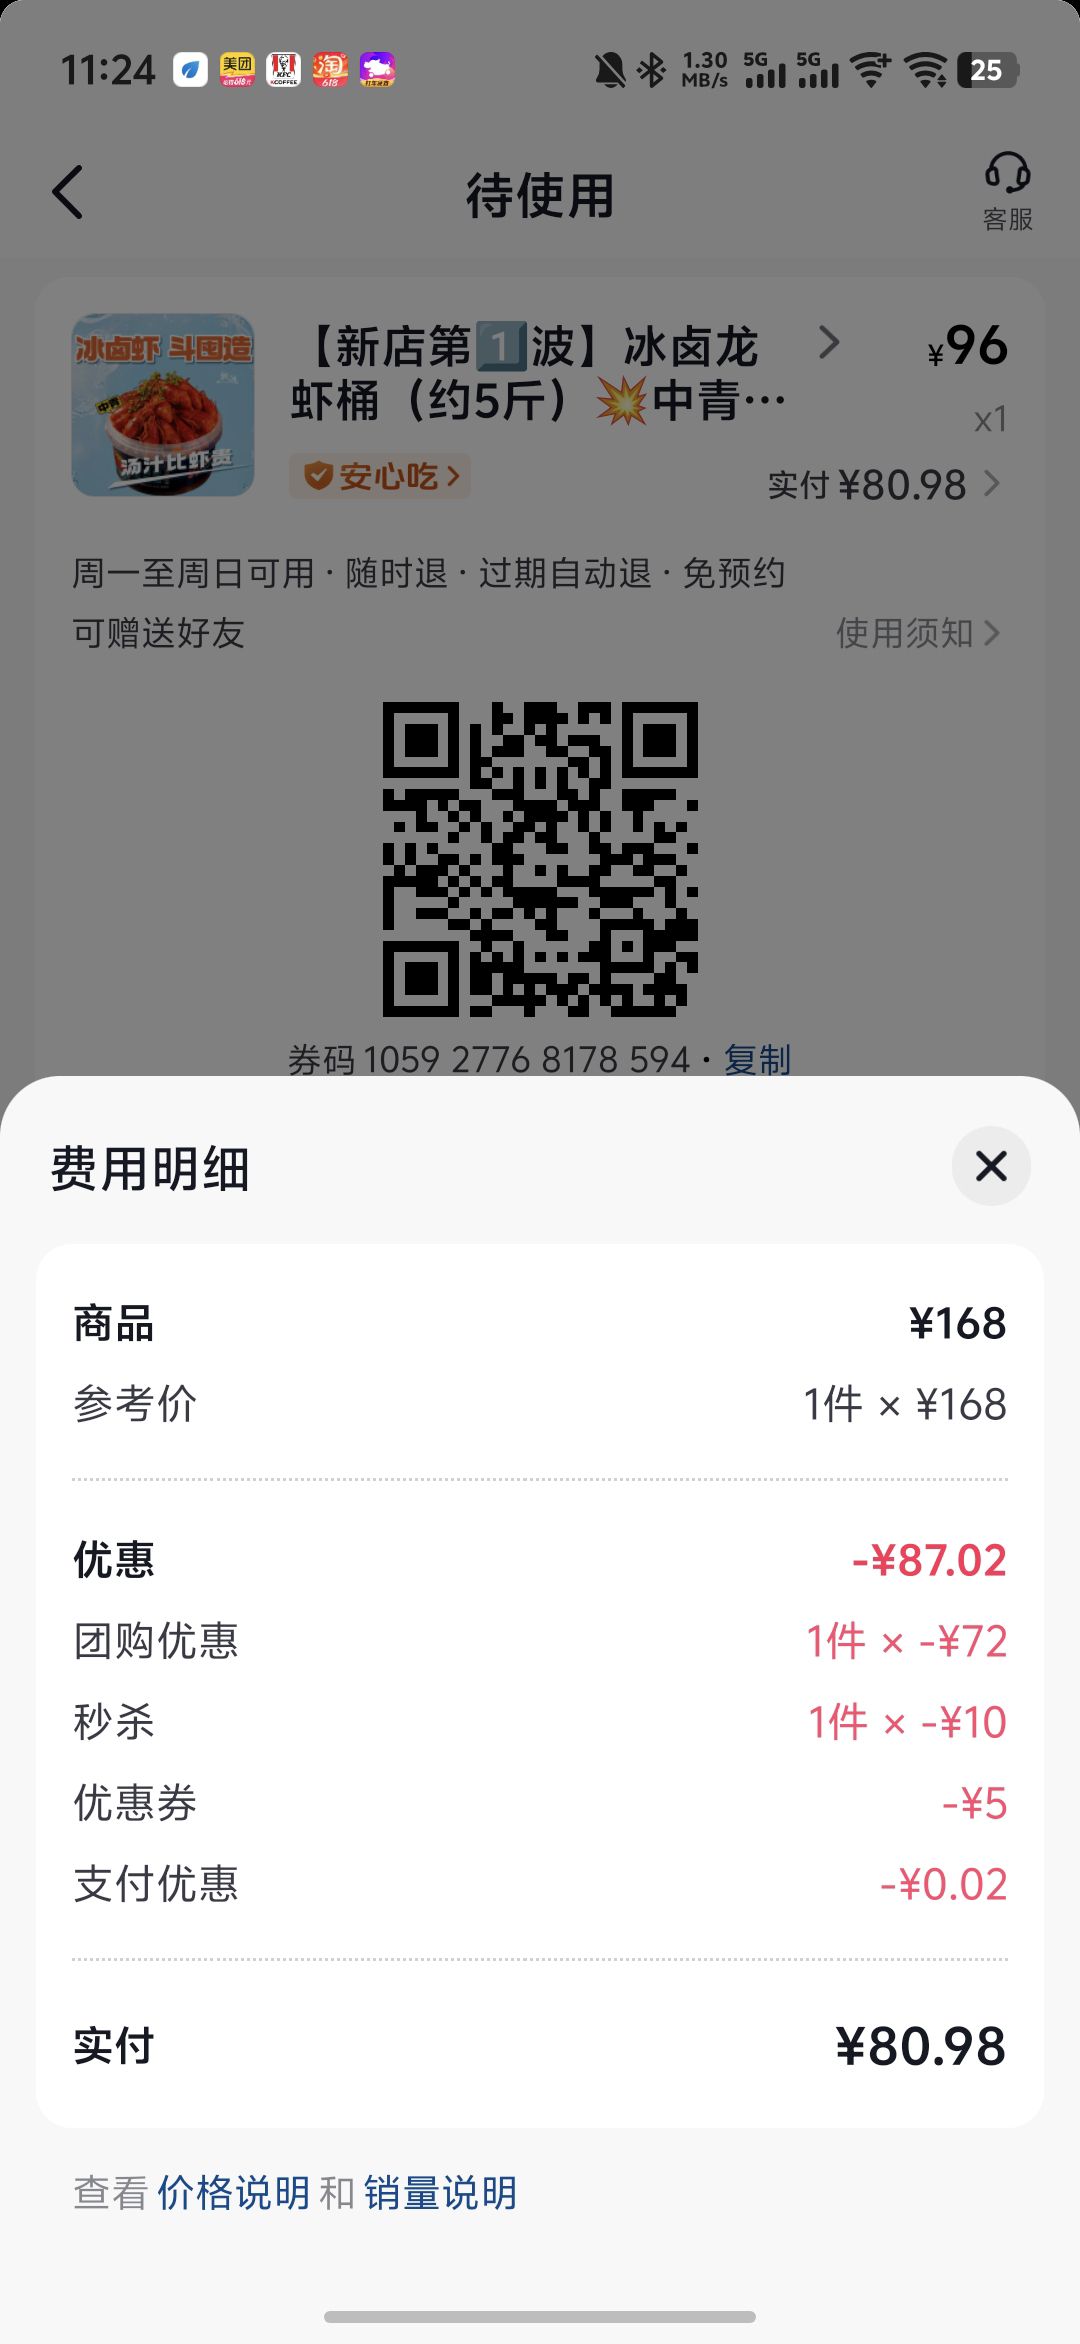 11:24
美团
KFC
KCOFFEE
淘
618
1.30
MB/s
5G
5G
25
待使用
客服
冰卤虾 斗囤造
中青
汤汁比虾贵
【新店第1️⃣波】冰卤龙
虾桶（约5斤）💥中青...
¥96
x1
安心吃
实付 ¥80.98
周一至周日可用 · 随时退 · 过期自动退 · 免预约
可赠送好友
使用须知
券码 1059 2776 8178 594 · 复制
费用明细
商品 ¥168
参考价 1件 × ¥168
优惠 -¥87.02
团购优惠 1件 × -¥72
秒杀 1件 × -¥10
优惠券 -¥5
支付优惠 -¥0.02
实付 ¥80.98
查看 价格说明 和 销量说明